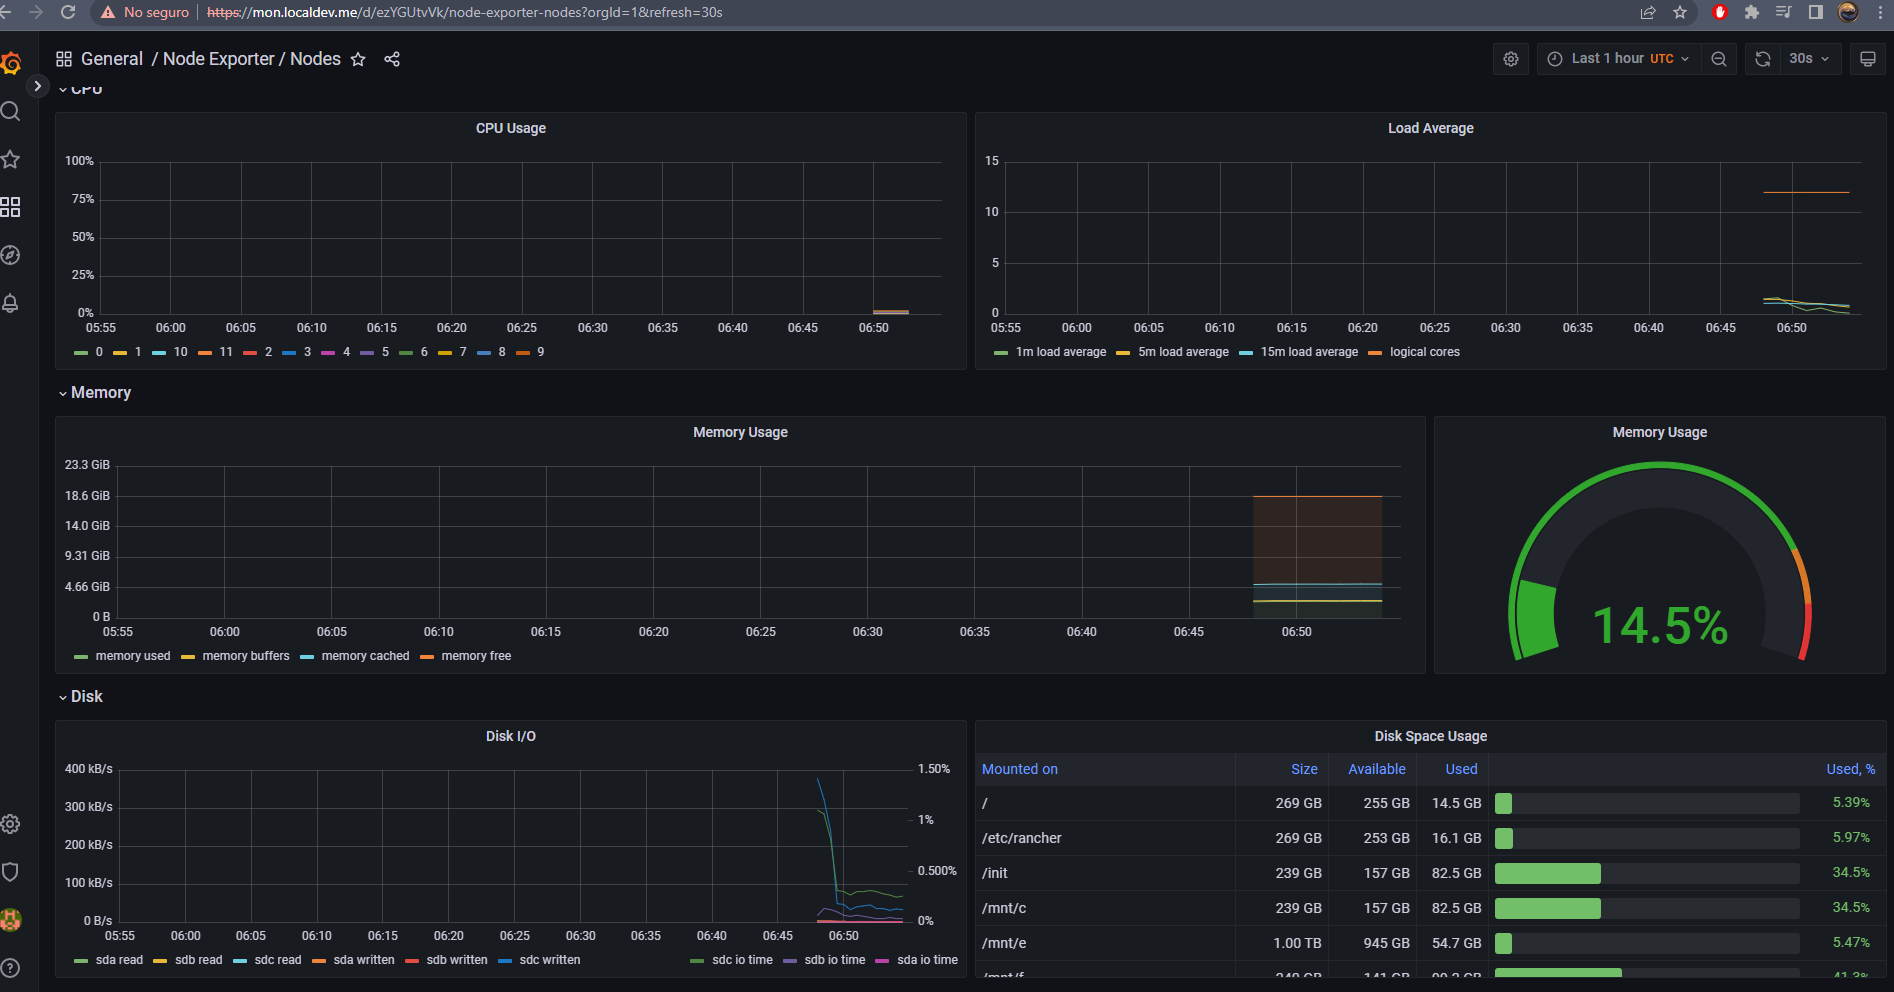 No seguro https://mon.localdev.me/d/ezYGUtvVk/node-exporter-nodes?orgId=1&refresh=30s
General / Node Exporter / Nodes
Last 1 hour UTC
30s
CPU
CPU Usage
100%
75%
50%
25%
0%
05:55 06:00 06:05 06:10 06:15 06:20 06:25 06:30 06:35 06:40 06:45 06:50
0 1 10 11 2 3 4 5 6 7 8 9
Load Average
15
10
5
0
05:55 06:00 06:05 06:10 06:15 06:20 06:25 06:30 06:35 06:40 06:45 06:50
1m load average 5m load average 15m load average logical cores
Memory
Memory Usage
23.3 GiB
18.6 GiB
14.0 GiB
9.31 GiB
4.66 GiB
0 B
05:55 06:00 06:05 06:10 06:15 06:20 06:25 06:30 06:35 06:40 06:45 06:50
memory used memory buffers memory cached memory free
Memory Usage
14.5%
Disk
Disk I/O
400 kB/s
300 kB/s
200 kB/s
100 kB/s
0 B/s
1.50%
1%
0.500%
0%
05:55 06:00 06:05 06:10 06:15 06:20 06:25 06:30 06:35 06:40 06:45 06:50
sda read sdb read sdc read sda written sdb written sdc written sdc io time sdb io time sda io time
Disk Space Usage
Mounted on Size Available Used Used, %
/ 269 GB 255 GB 14.5 GB 5.39%
/etc/rancher 269 GB 253 GB 16.1 GB 5.97%
/init 239 GB 157 GB 82.5 GB 34.5%
/mnt/c 239 GB 157 GB 82.5 GB 34.5%
/mnt/e 1.00 TB 945 GB 54.7 GB 5.47%
/mnt/f 41.3%